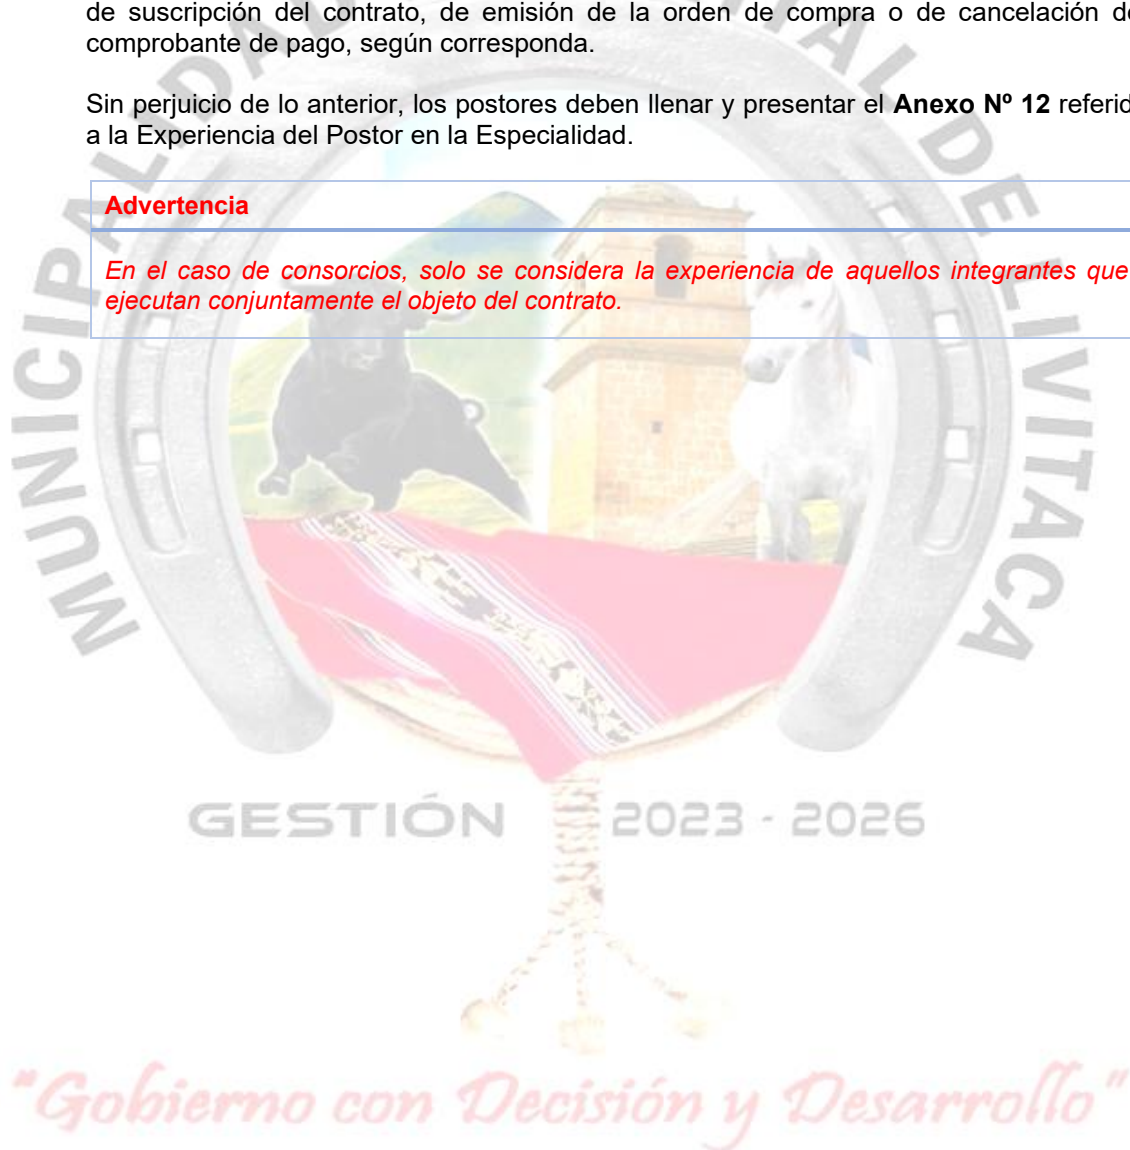 de suscripción del contrato, de emisión de la orden de compra o de cancelación de
comprobante de pago, según corresponda.
Sin perjuicio de lo anterior, los postores deben llenar y presentar el Anexo Nº 12 referid
a la Experiencia del Postor en la Especialidad.
Advertencia
En el caso de consorcios, solo se considera la experiencia de aquellos integrantes que
ejecutan conjuntamente el objeto del contrato.
MUNICIPALIDAD
DE LIVITACA
GESTIÓN 2023 - 2026
"Gobierno con Decisión y Desarrollo"